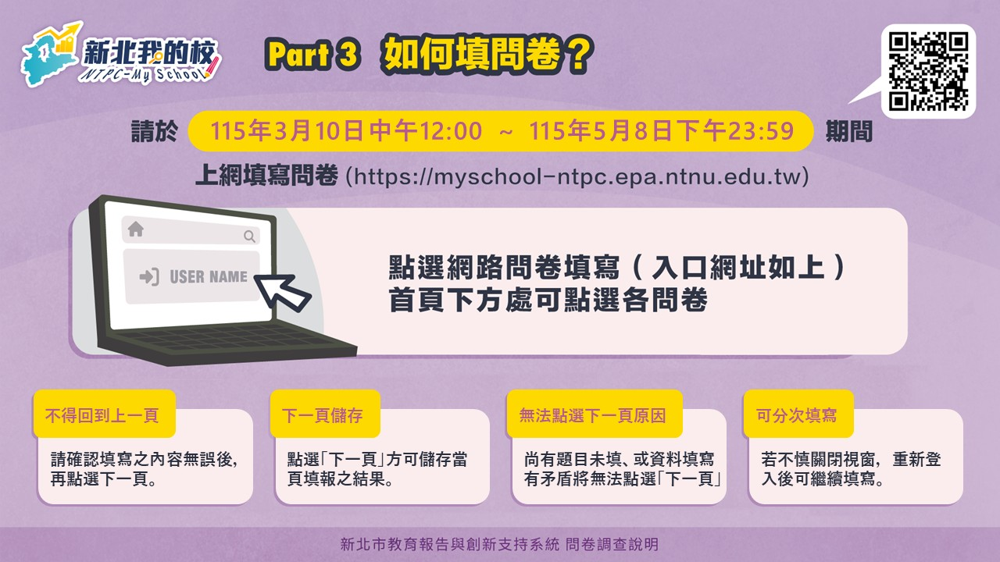 新北我的校
NTPC-My School
Part 3 如何填問卷？
請於 115年3月10日中午12:00 ~ 115年5月8日下午23:59 期間
上網填寫問卷 (https://myschool-ntpc.epa.ntnu.edu.tw)
USER NAME
點選網路問卷填寫（入口網址如上）
首頁下方處可點選各問卷
不得回到上一頁
請確認填寫之內容無誤後,
再點選下一頁。
下一頁儲存
點選「下一頁」方可儲存當
頁填報之結果。
無法點選下一頁原因
尚有題目未填、或資料填寫
有矛盾將無法點選「下一頁」
可分次填寫
若不慎關閉視窗， 重新登
入後可繼續填寫。
新北市教育報告與創新支持系統 問卷調查說明